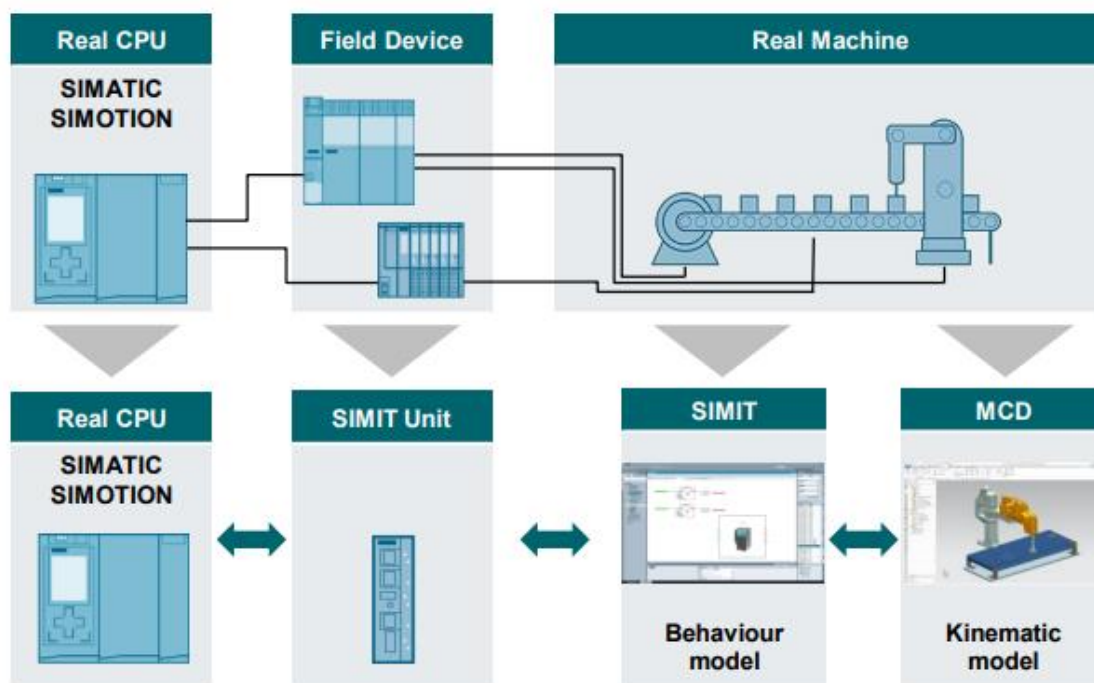 Real CPU
Field Device
Real Machine
SIMATIC
SIMOTION
Real CPU
SIMIT Unit
SIMIT
MCD
SIMATIC
SIMOTION
Behaviour
model
Kinematic
model